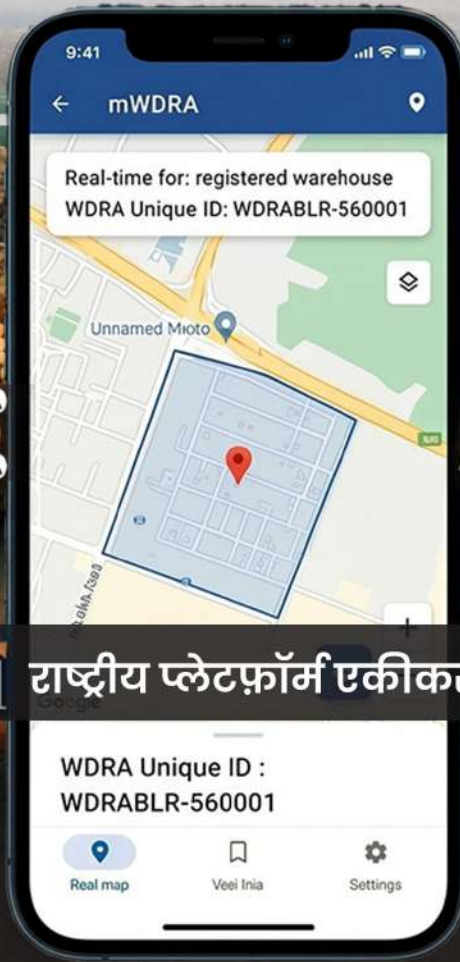 9:41
mWDRA
Real-time for: registered warehouse
WDRA Unique ID: WDRABLR-560001
Unnamed Mioto
राष्ट्रीय प्लेटफ़ॉर्म
Google
WDRA Unique ID :
WDRABLR-560001
Real map
Veei Inia
Settings